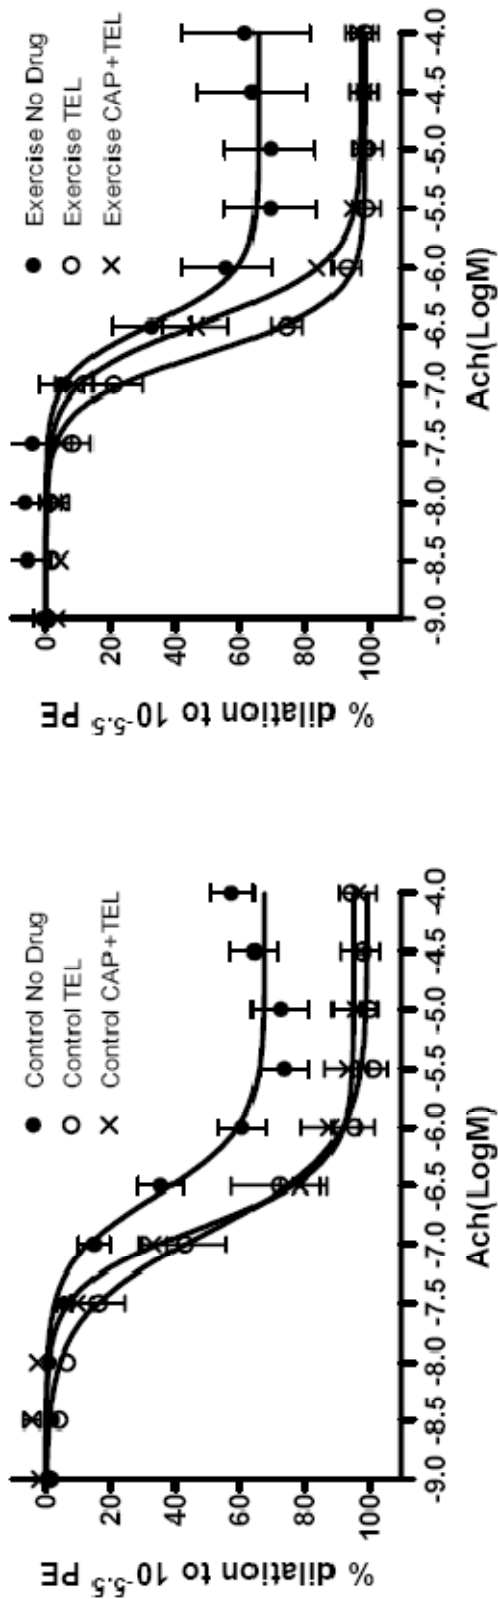 Control No Drug
Control TEL
Control CAP+TEL
% dilation to 10-5.5 PE
0
20
40
60
80
100
-9.0 -8.5 -8.0 -7.5 -7.0 -6.5 -6.0 -5.5 -5.0 -4.5 -4.0
Ach(LogM)
Exercise No Drug
Exercise TEL
Exercise CAP+TEL
% dilation to 10-5.5 PE
0
20
40
60
80
100
-9.0 -8.5 -8.0 -7.5 -7.0 -6.5 -6.0 -5.5 -5.0 -4.5 -4.0
Ach(LogM)